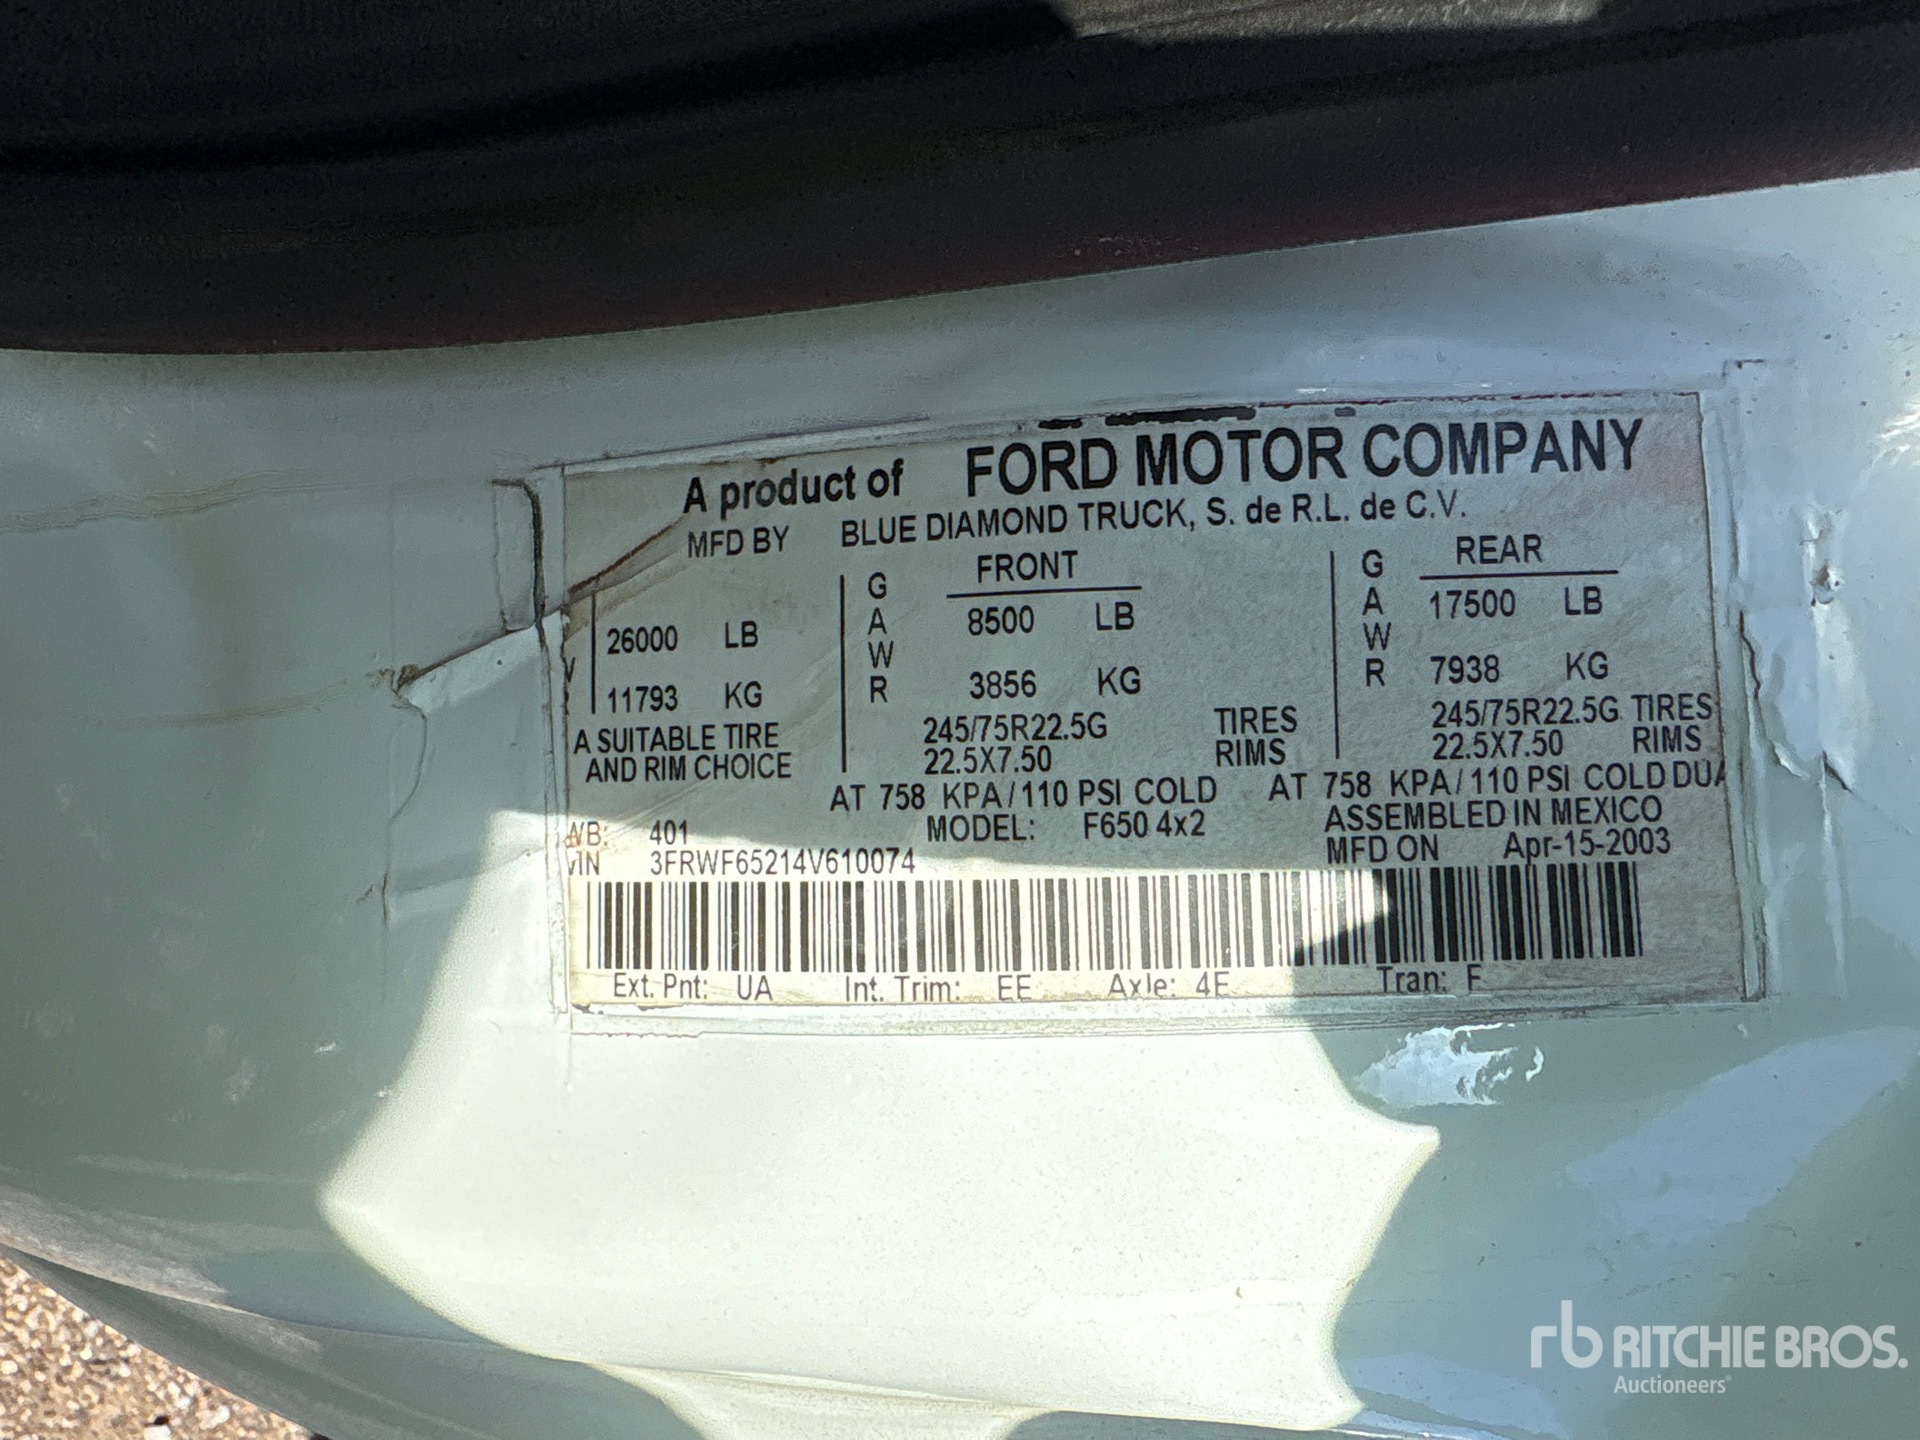 A product of FORD MOTOR COMPANY
MFD BY BLUE DIAMOND TRUCK, S. de R.L. de C.V.
G A W R FRONT G A W R REAR
26000 LB 8500 LB 17500 LB
11793 KG 3856 KG 7938 KG
A SUITABLE TIRE 245/75R22.5G TIRES 245/75R22.5G TIRES
AND RIM CHOICE 22.5X7.50 RIMS 22.5X7.50 RIMS
AT 758 KPA/110 PSI COLD AT 758 KPA/110 PSI COLD DUA
WB: 401 MODEL: F650 4x2 ASSEMBLED IN MEXICO
VIN 3FRWF65214V610074 MFD ON Apr-15-2003
Ext. Pnt: UA Int. Trim: EE Axle: 4E Tran: F
rb RITCHIE BROS.
Auctioneers